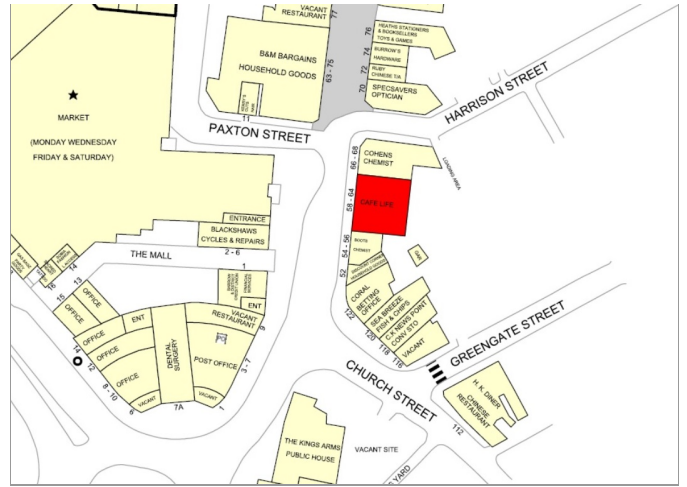 VACANT
RESTAURANT
77
76
HEATHS STATIONERS
& BOOKSELLERS
TOYS & GAMES
74
BURROW'S
HARDWARE
72
RUBY
CHINESE T/A
70
SPECSAVERS
OPTICIAN
B&M BARGAINS
HOUSEHOLD GOODS
63 - 75
11
HARRISON STREET
PAXTON STREET
MARKET
(MONDAY WEDNESDAY
FRIDAY & SATURDAY)
66 - 68
COHENS
CHEMIST
LOADING AREA
58 - 64
CAFE LIFE
ENTRANCE
BLACKSHAWS
CYCLES & REPAIRS
2 - 6
THE MALL
54 - 56
BOOTS
CHEMIST
52
DISCOUNT CORNER
HOUSEHOLD GOODS
14
16
13
15
OFFICE
OFFICE
ENT
OFFICE
OFFICE
14
12
8 - 10
6
VACANT
7A
DENTAL
SURGERY
1
ENT
VACANT
RESTAURANT
9
PO
POST OFFICE
3 - 7
VACANT
1
CORAL
BETTING
OFFICE
122
SEA BREEZE
FISH & CHIPS
120
C.K NEWS POINT
CONV STO
118
VACANT
116
GREENGATE STREET
CHURCH STREET
H. K. DINER
CHINESE
RESTAURANT
112
THE KINGS ARMS
PUBLIC HOUSE
VACANT SITE
D YARD